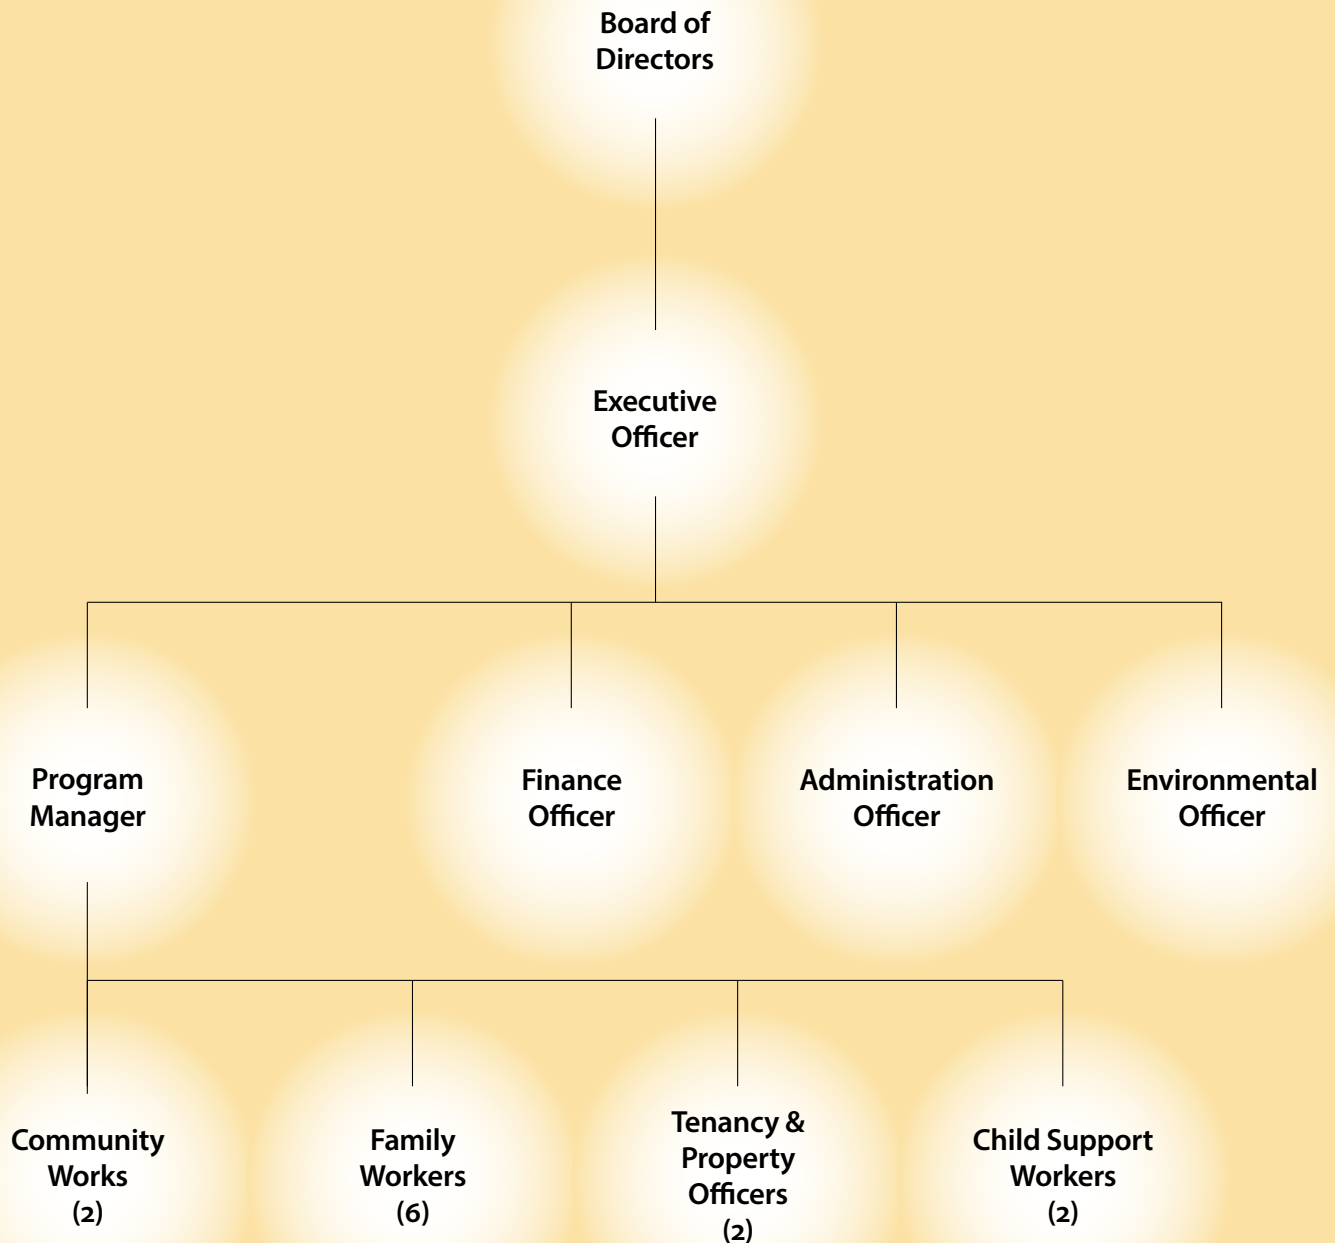 Board of
Directors
Executive
Officer
Program
Manager
Finance
Officer
Administration
Officer
Environmental
Officer
Community
Works
(2)
Family
Workers
(6)
Tenancy &
Property
Officers
(2)
Child Support
Workers
(2)